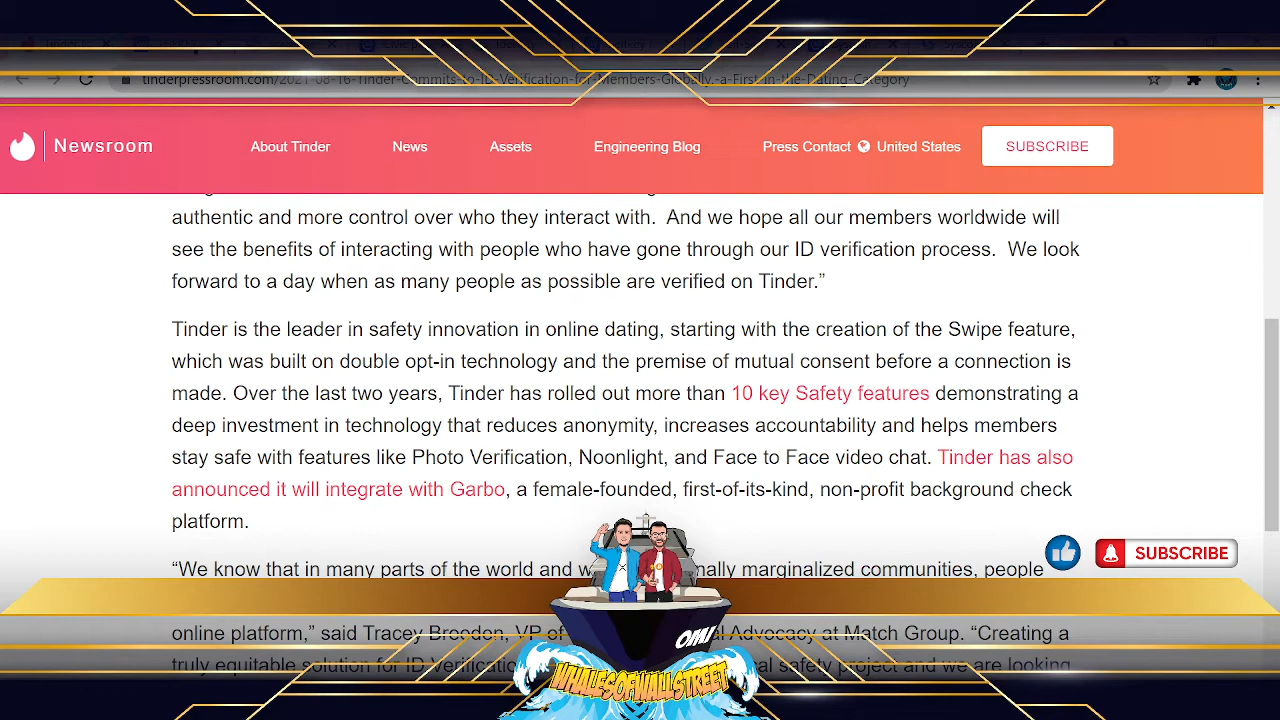 tinderpressroom.com/2021-08-16-Tinder-Commits-to-ID-Verification-for-Members-Globally,-a-First-in-the-Dating-Category
Newsroom
About Tinder
News
Assets
Engineering Blog
Press Contact
United States
SUBSCRIBE
authentic and more control over who they interact with. And we hope all our members worldwide will
see the benefits of interacting with people who have gone through our ID verification process. We look
forward to a day when as many people as possible are verified on Tinder.”
Tinder is the leader in safety innovation in online dating, starting with the creation of the Swipe feature,
which was built on double opt-in technology and the premise of mutual consent before a connection is
made. Over the last two years, Tinder has rolled out more than 10 key Safety features demonstrating a
deep investment in technology that reduces anonymity, increases accountability and helps members
stay safe with features like Photo Verification, Noonlight, and Face to Face video chat. Tinder has also
announced it will integrate with Garbo, a female-founded, first-of-its-kind, non-profit background check
platform.
SUBSCRIBE
“We know that in many parts of the world and w nally marginalized communities, people
online platform,” said Tracey Breeden, VP of l Advocacy at Match Group. “Creating a
OMI
truly equitable solution for ID Verificatio cal safety project and we are looking
WHALESOFWALLSTREET